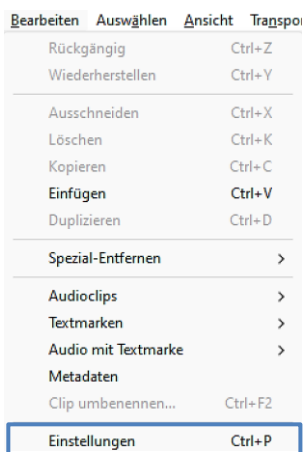 Bearbeiten Auswählen Ansicht Transpo
Rückgängig Ctrl+Z
Wiederherstellen Ctrl+Y
Ausschneiden Ctrl+X
Löschen Ctrl+K
Kopieren Ctrl+C
Einfügen Ctrl+V
Duplizieren Ctrl+D
Spezial-Entfernen >
Audioclips >
Textmarken >
Audio mit Textmarke >
Metadaten
Clip umbenennen... Ctrl+F2
Einstellungen Ctrl+P